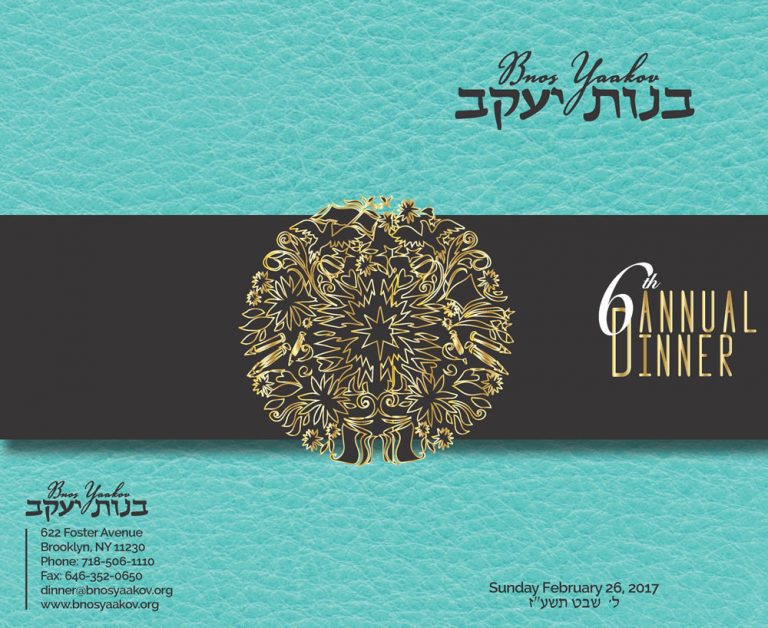 Bnos Yaakov
בנות יעקב
6th ANNUAL
DINNER
Bnos Yaakov
בנות יעקב
622 Foster Avenue
Brooklyn, NY 11230
Phone: 718-506-1110
Fax: 646-352-0650
dinner@bnosyaakov.org
www.bnosyaakov.org
Sunday February 26, 2017
ל' שבט תשע"ז